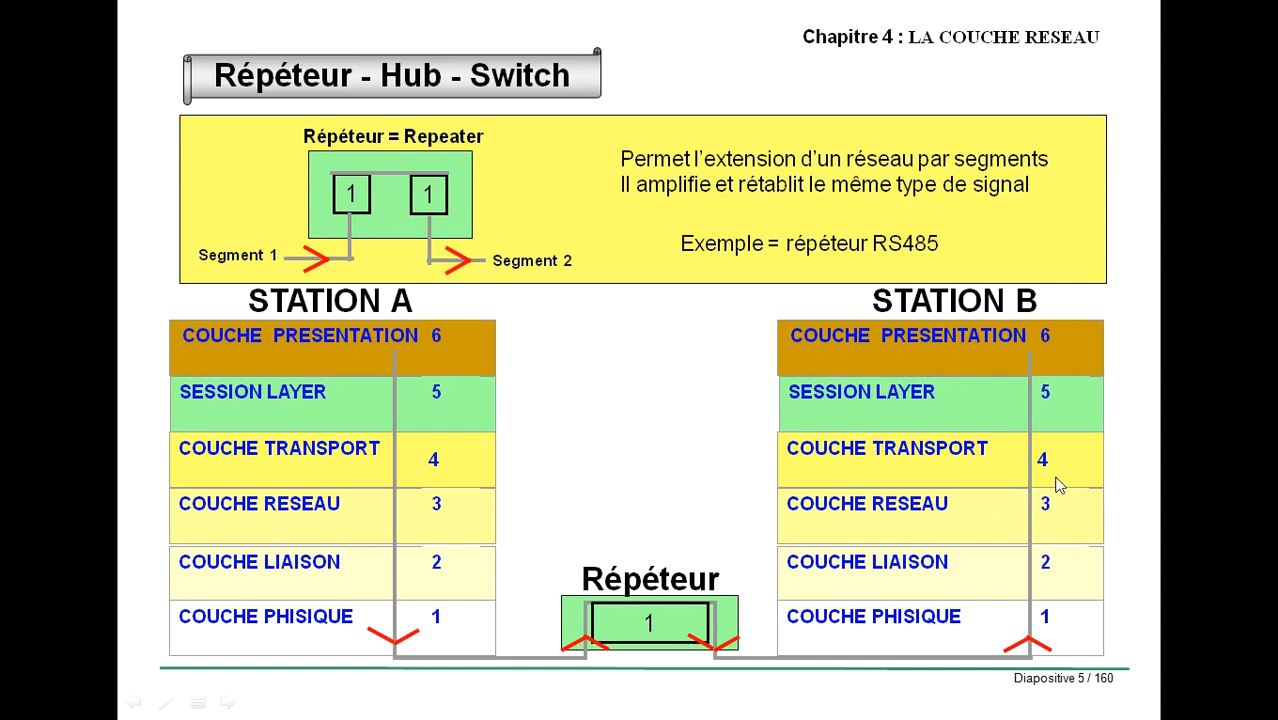 Chapitre 4 : LA COUCHE RESEAU
Répéteur - Hub - Switch
Répéteur = Repeater
1 1
Segment 1
Segment 2
Permet l'extension d'un réseau par segments
Il amplifie et rétablit le même type de signal
Exemple = répéteur RS485
STATION A
COUCHE PRESENTATION 6
SESSION LAYER 5
COUCHE TRANSPORT 4
COUCHE RESEAU 3
COUCHE LIAISON 2
COUCHE PHISIQUE 1
Répéteur
1
STATION B
COUCHE PRESENTATION 6
SESSION LAYER 5
COUCHE TRANSPORT 4
COUCHE RESEAU 3
COUCHE LIAISON 2
COUCHE PHISIQUE 1
Diapositive 5 / 160